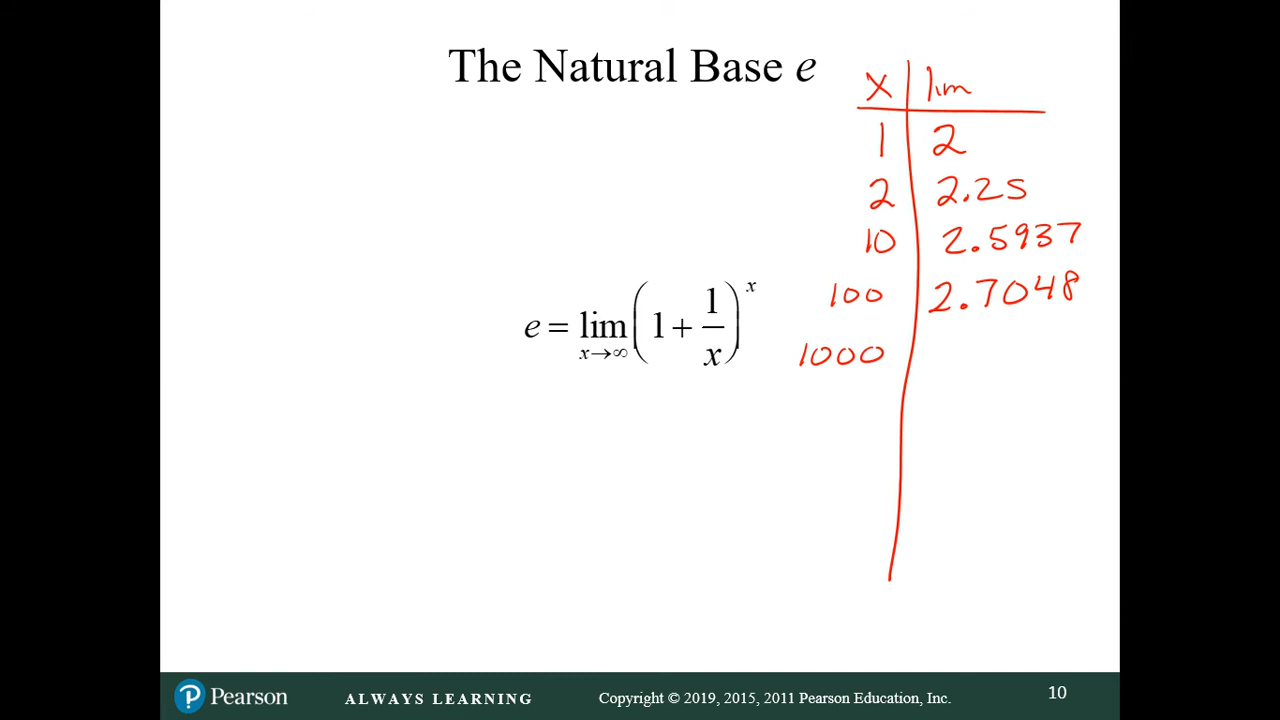 The Natural Base e
x lim
1 2
2 2.25
10 2.5937
100 2.7048
1000
e = lim x→∞ (1 + 1/x)^x
Pearson ALWAYS LEARNING Copyright © 2019, 2015, 2011 Pearson Education, Inc. 10